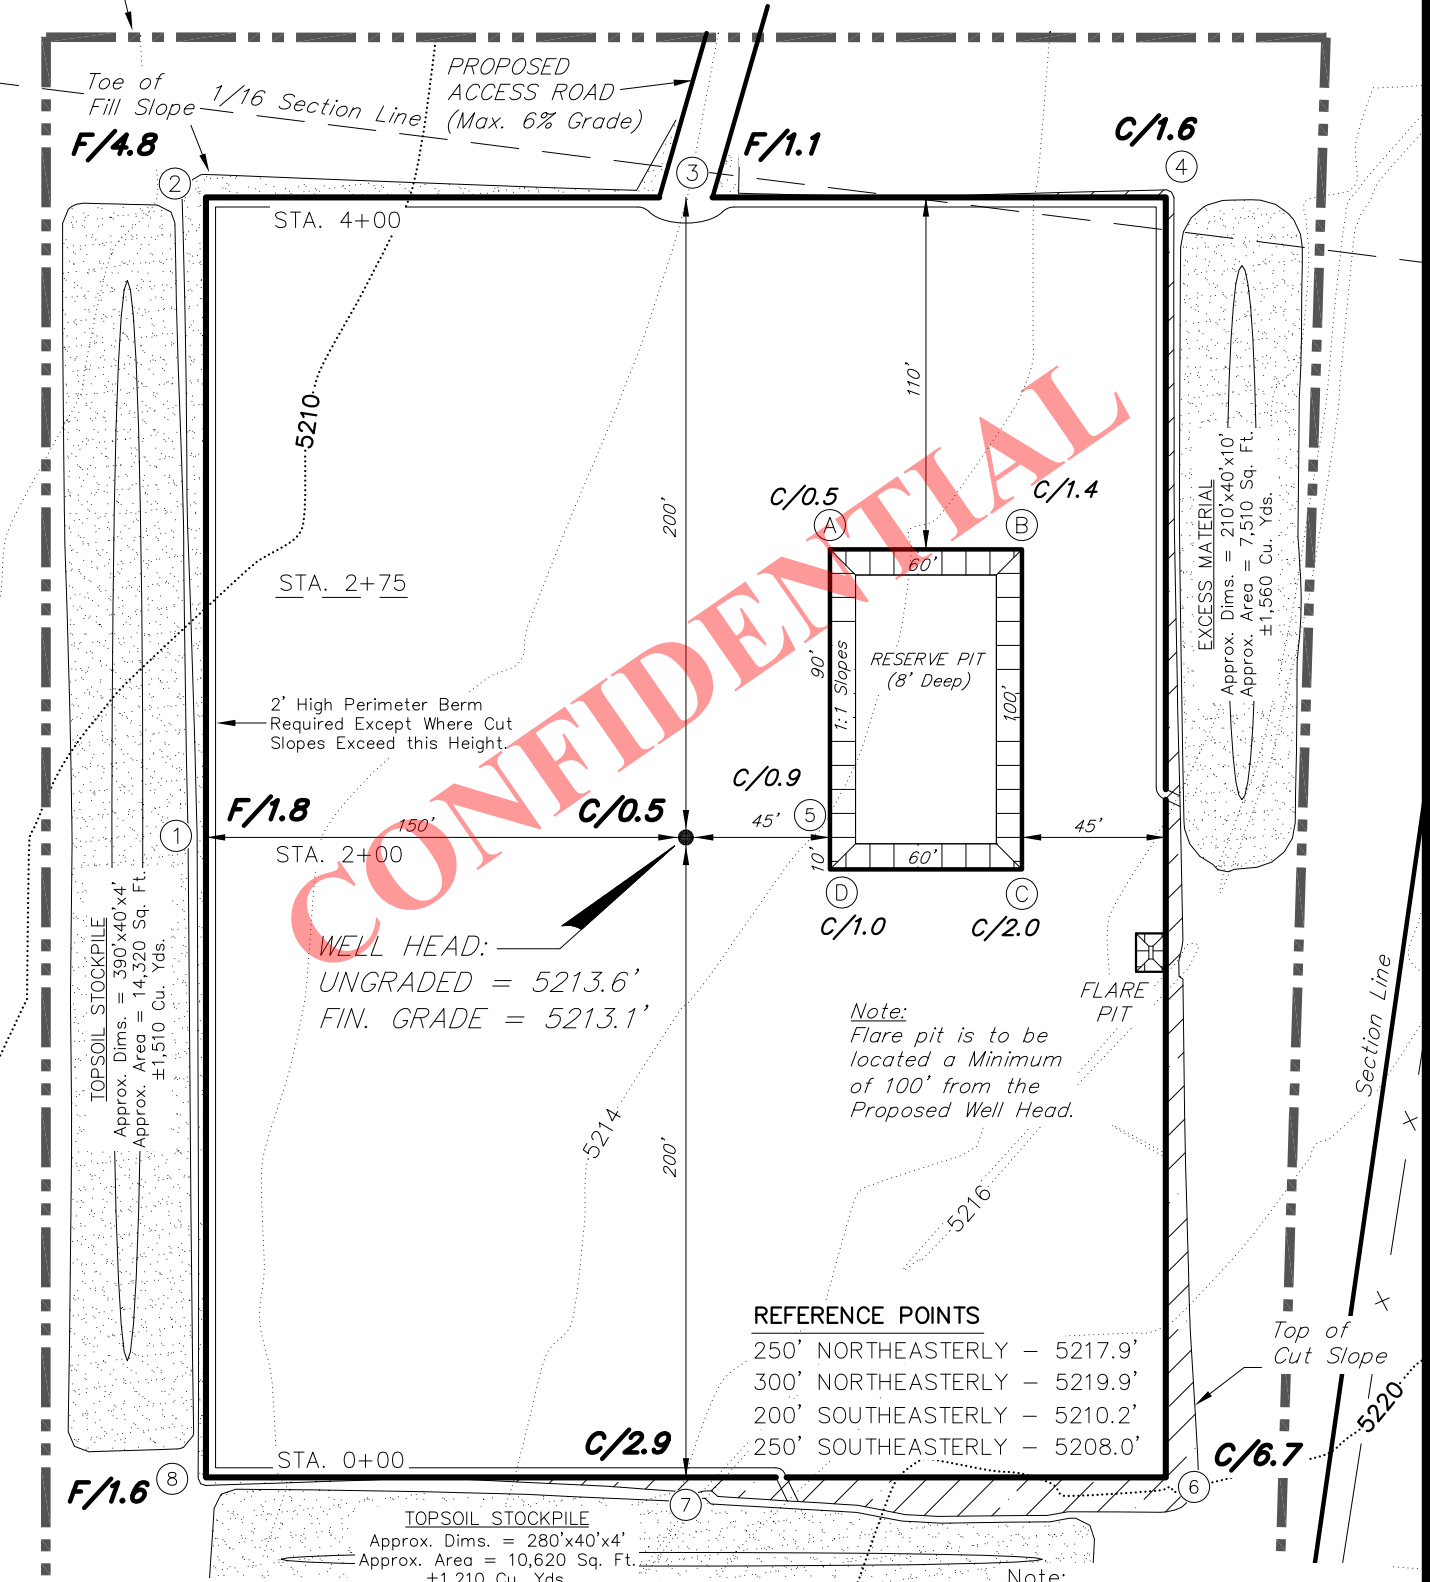 Toe of
Fill Slope
1/16 Section Line
PROPOSED
ACCESS ROAD
(Max. 6% Grade)
F/4.8
F/1.1
C/1.6
2
3
4
STA. 4+00
5210
110'
200'
C/0.5
C/1.4
A
B
60'
STA. 2+75
90'
1:1 Slopes
RESERVE PIT
(8' Deep)
100'
EXCESS MATERIAL
Approx. Dims. = 210'x40'x10'
Approx. Area = 7,510 Sq. Ft.
±1,560 Cu. Yds.
2' High Perimeter Berm
Required Except Where Cut
Slopes Exceed this Height.
CONFIDENTIAL
C/0.9
F/1.8
C/0.5
1
150'
45'
5
45'
STA. 2+00
10'
60'
D
C
C/1.0
C/2.0
TOPSOIL STOCKPILE
Approx. Dims. = 390'x40'x4'
Approx. Area = 14,320 Sq. Ft.
±1,510 Cu. Yds.
WELL HEAD:
UNGRADED = 5213.6'
FIN. GRADE = 5213.1'
FLARE
PIT
Note:
Flare pit is to be
located a Minimum
of 100' from the
Proposed Well Head.
Section Line
5214
200'
5216
REFERENCE POINTS
250' NORTHEASTERLY - 5217.9'
300' NORTHEASTERLY - 5219.9'
200' SOUTHEASTERLY - 5210.2'
250' SOUTHEASTERLY - 5208.0'
Top of
Cut Slope
5220
C/2.9
STA. 0+00
C/6.7
F/1.6
8
7
6
TOPSOIL STOCKPILE
Approx. Dims. = 280'x40'x4'
Approx. Area = 10,620 Sq. Ft.
±1,210 Cu. Yds.
Note: